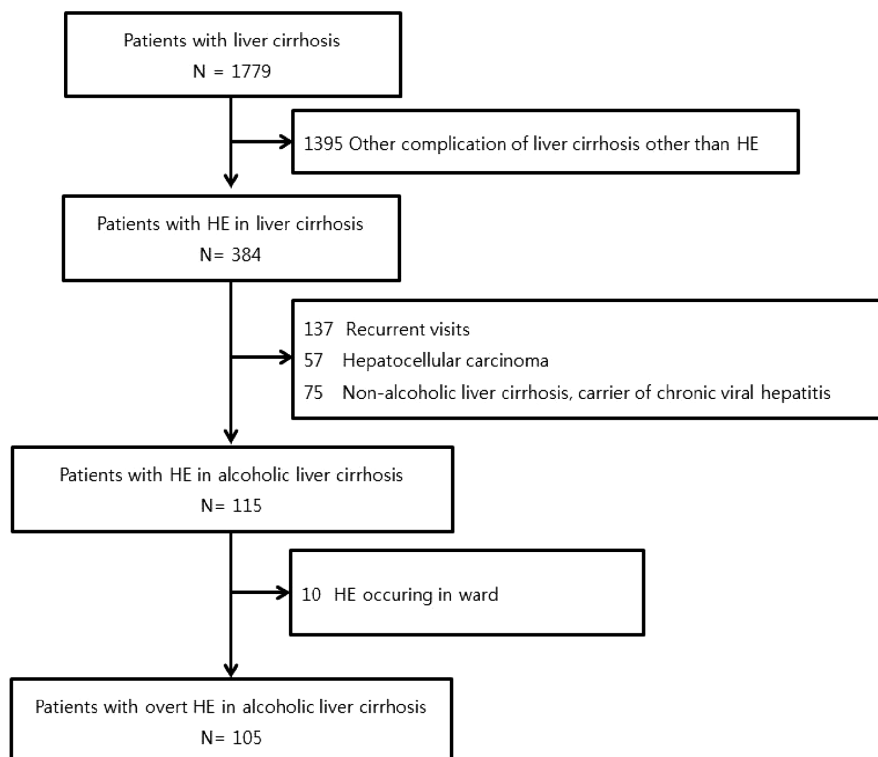 Patients with liver cirrhosis
N = 1779
1395 Other complication of liver cirrhosis other than HE
Patients with HE in liver cirrhosis
N= 384
137 Recurrent visits
57 Hepatocellular carcinoma
75 Non-alcoholic liver cirrhosis, carrier of chronic viral hepatitis
Patients with HE in alcoholic liver cirrhosis
N= 115
10 HE occuring in ward
Patients with overt HE in alcoholic liver cirrhosis
N= 105